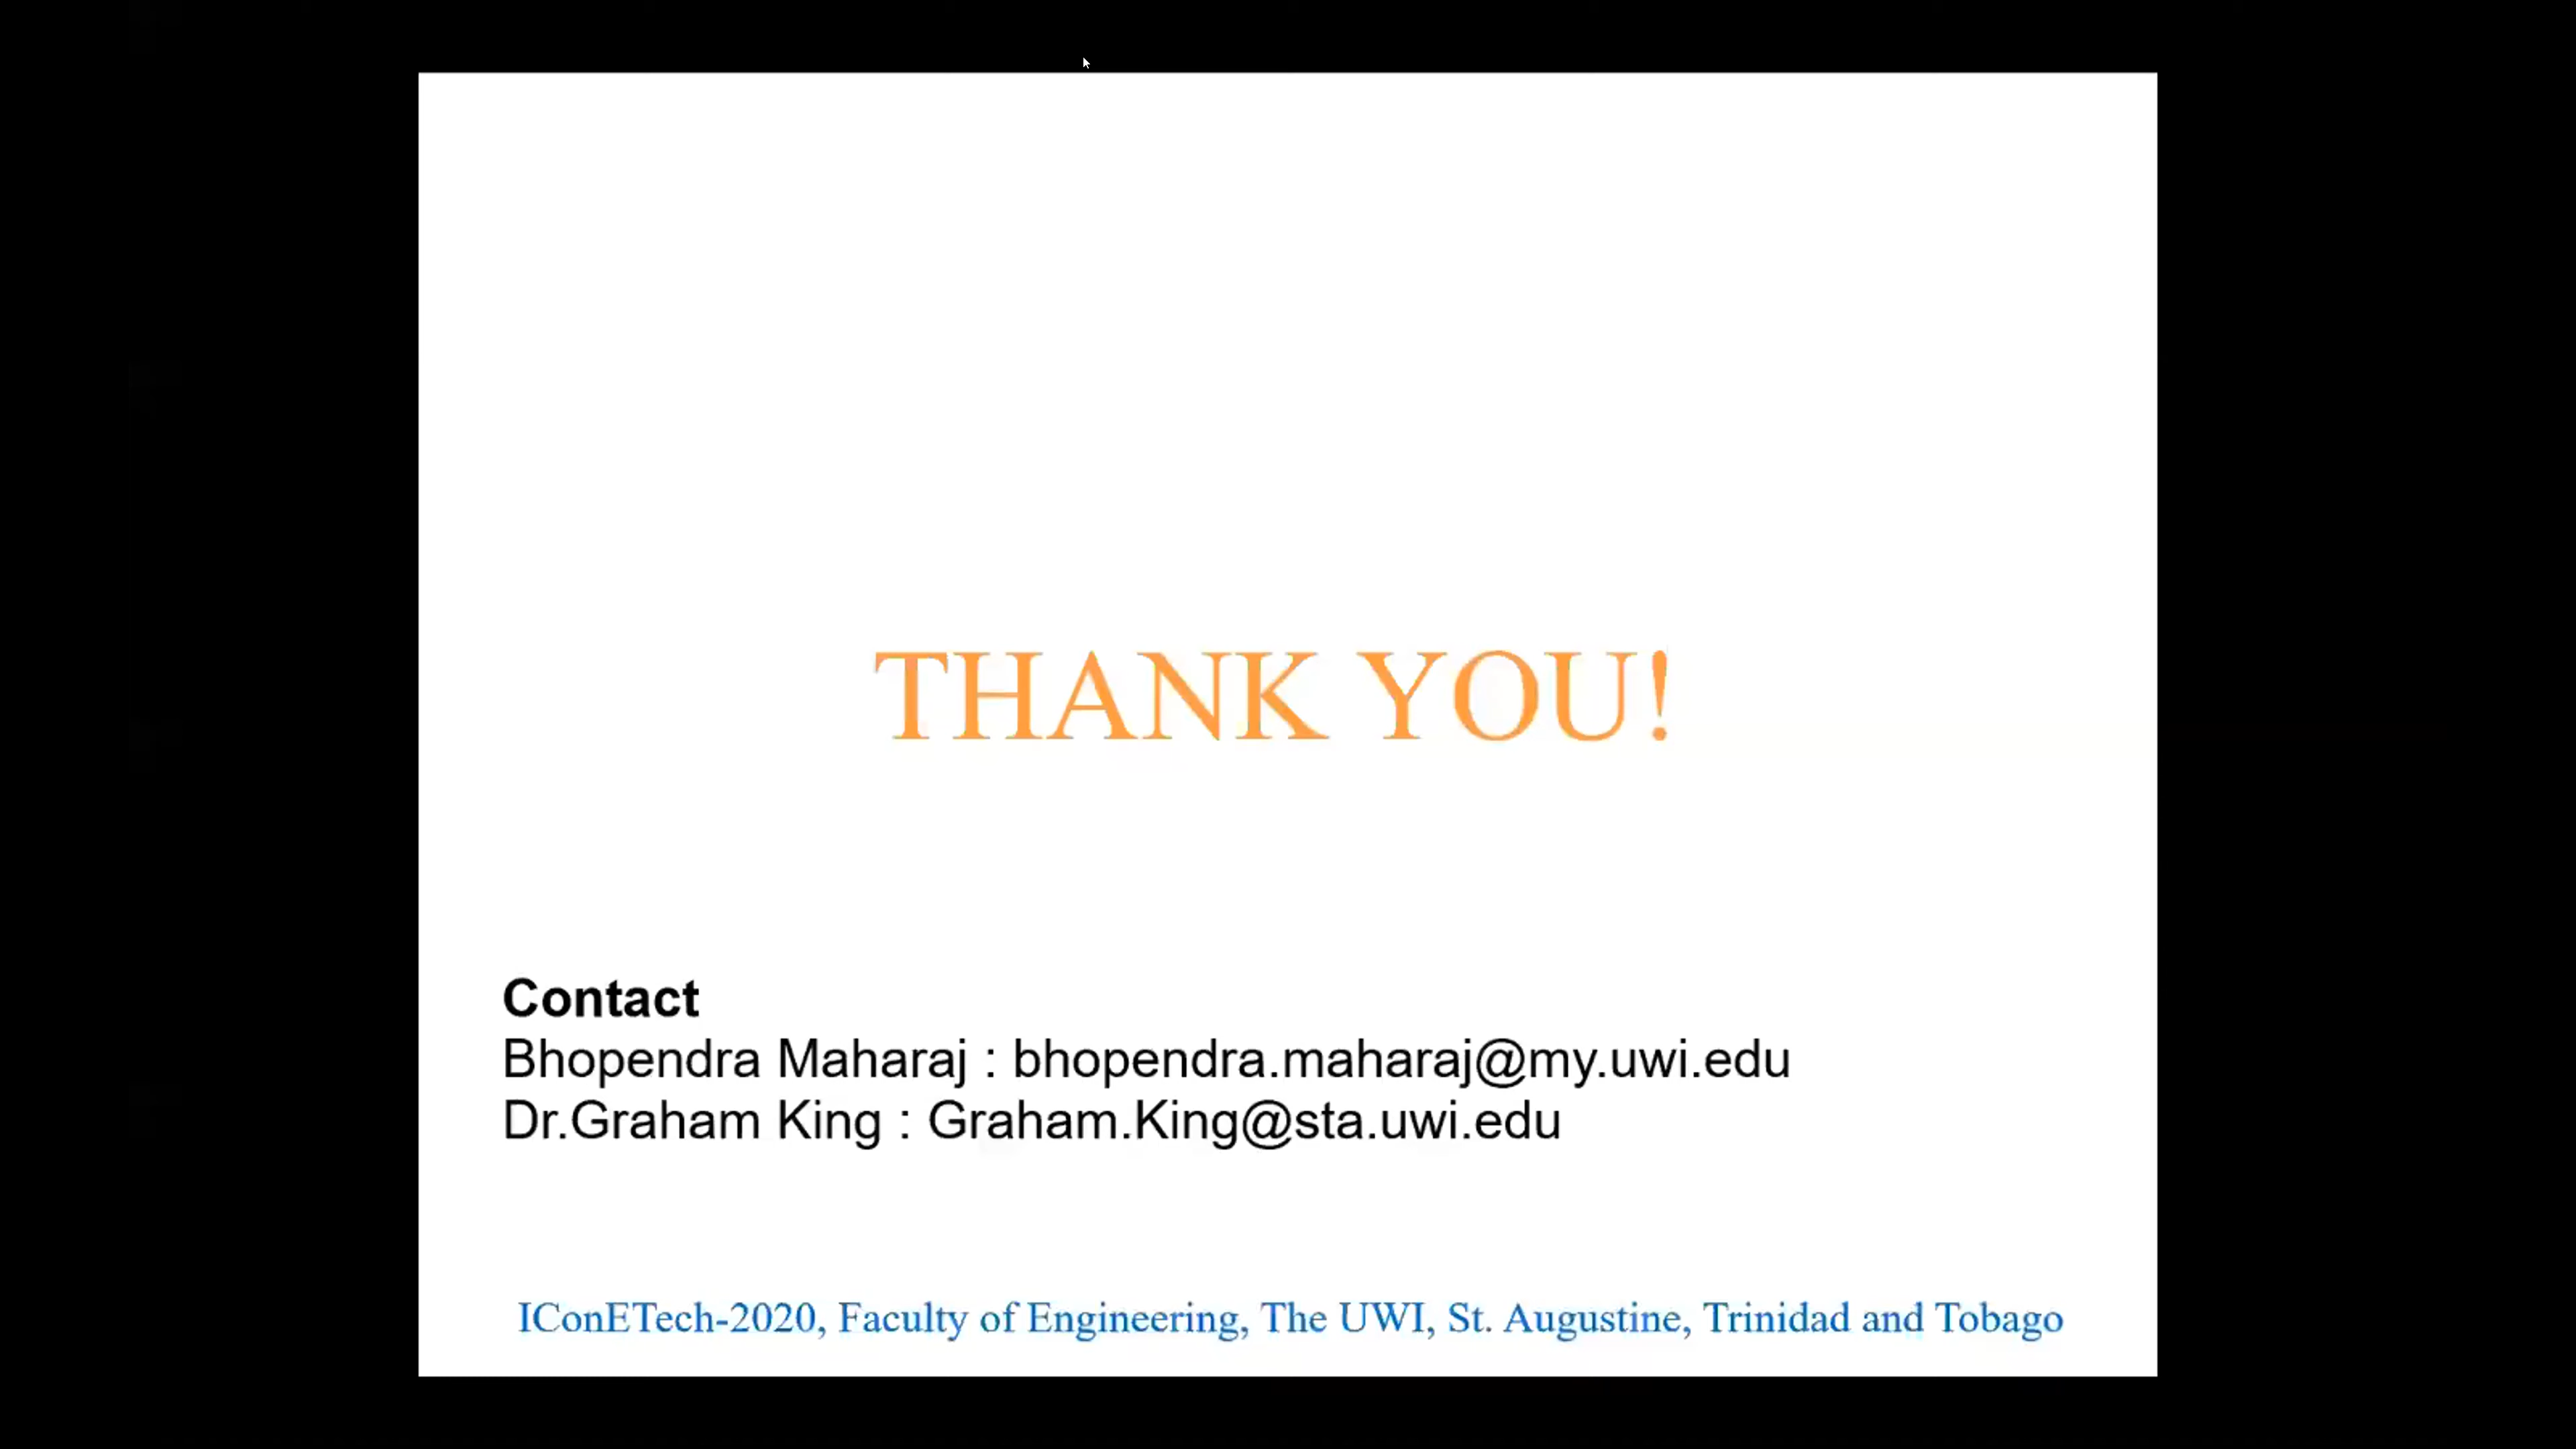 THANK YOU!
Contact
Bhopendra Maharaj : bhopendra.maharaj@my.uwi.edu
Dr.Graham King : Graham.King@sta.uwi.edu
IConETech-2020, Faculty of Engineering, The UWI, St. Augustine, Trinidad and Tobago